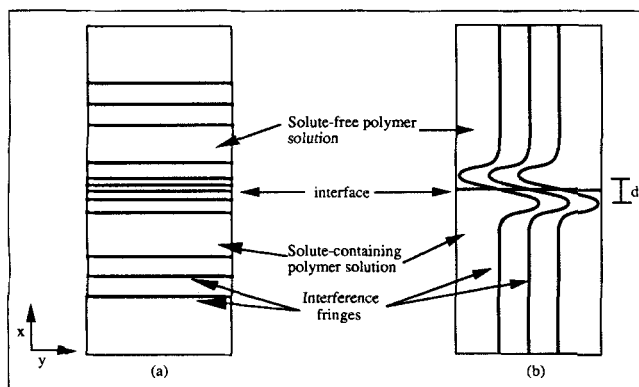 Solute-free polymer
solution
interface
d
Solute-containing
polymer solution
Interference
fringes
x
y
(a)
(b)